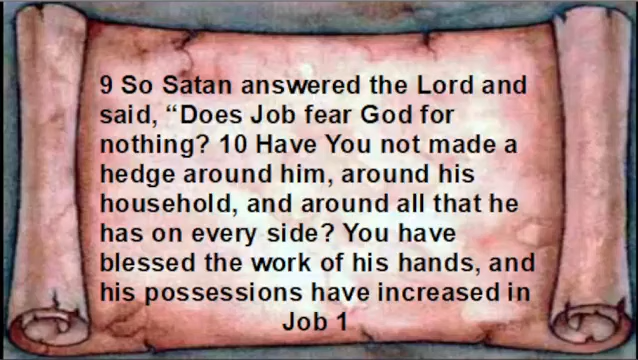 9 So Satan answered the Lord and
said, “Does Job fear God for
nothing? 10 Have You not made a
hedge around him, around his
household, and around all that he
has on every side? You have
blessed the work of his hands, and
his possessions have increased in
Job 1